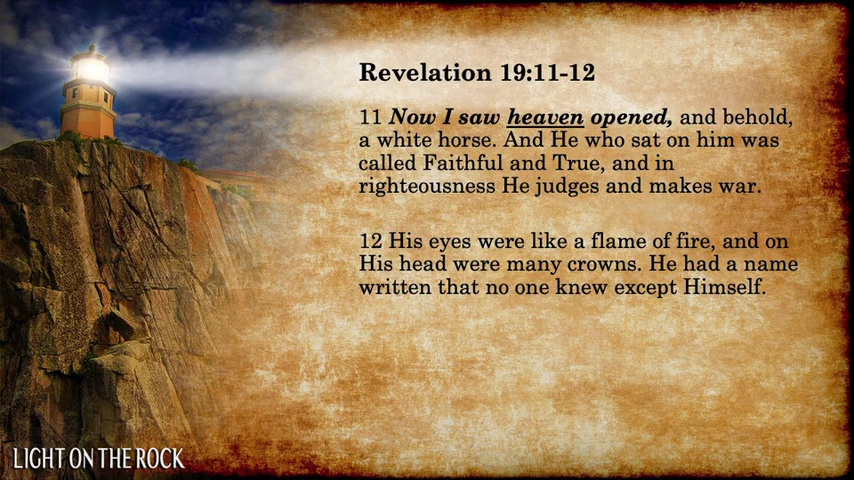 Revelation 19:11-12
11 Now I saw heaven opened, and behold,
a white horse. And He who sat on him was
called Faithful and True, and in
righteousness He judges and makes war.
12 His eyes were like a flame of fire, and on
His head were many crowns. He had a name
written that no one knew except Himself.
LIGHT ON THE ROCK